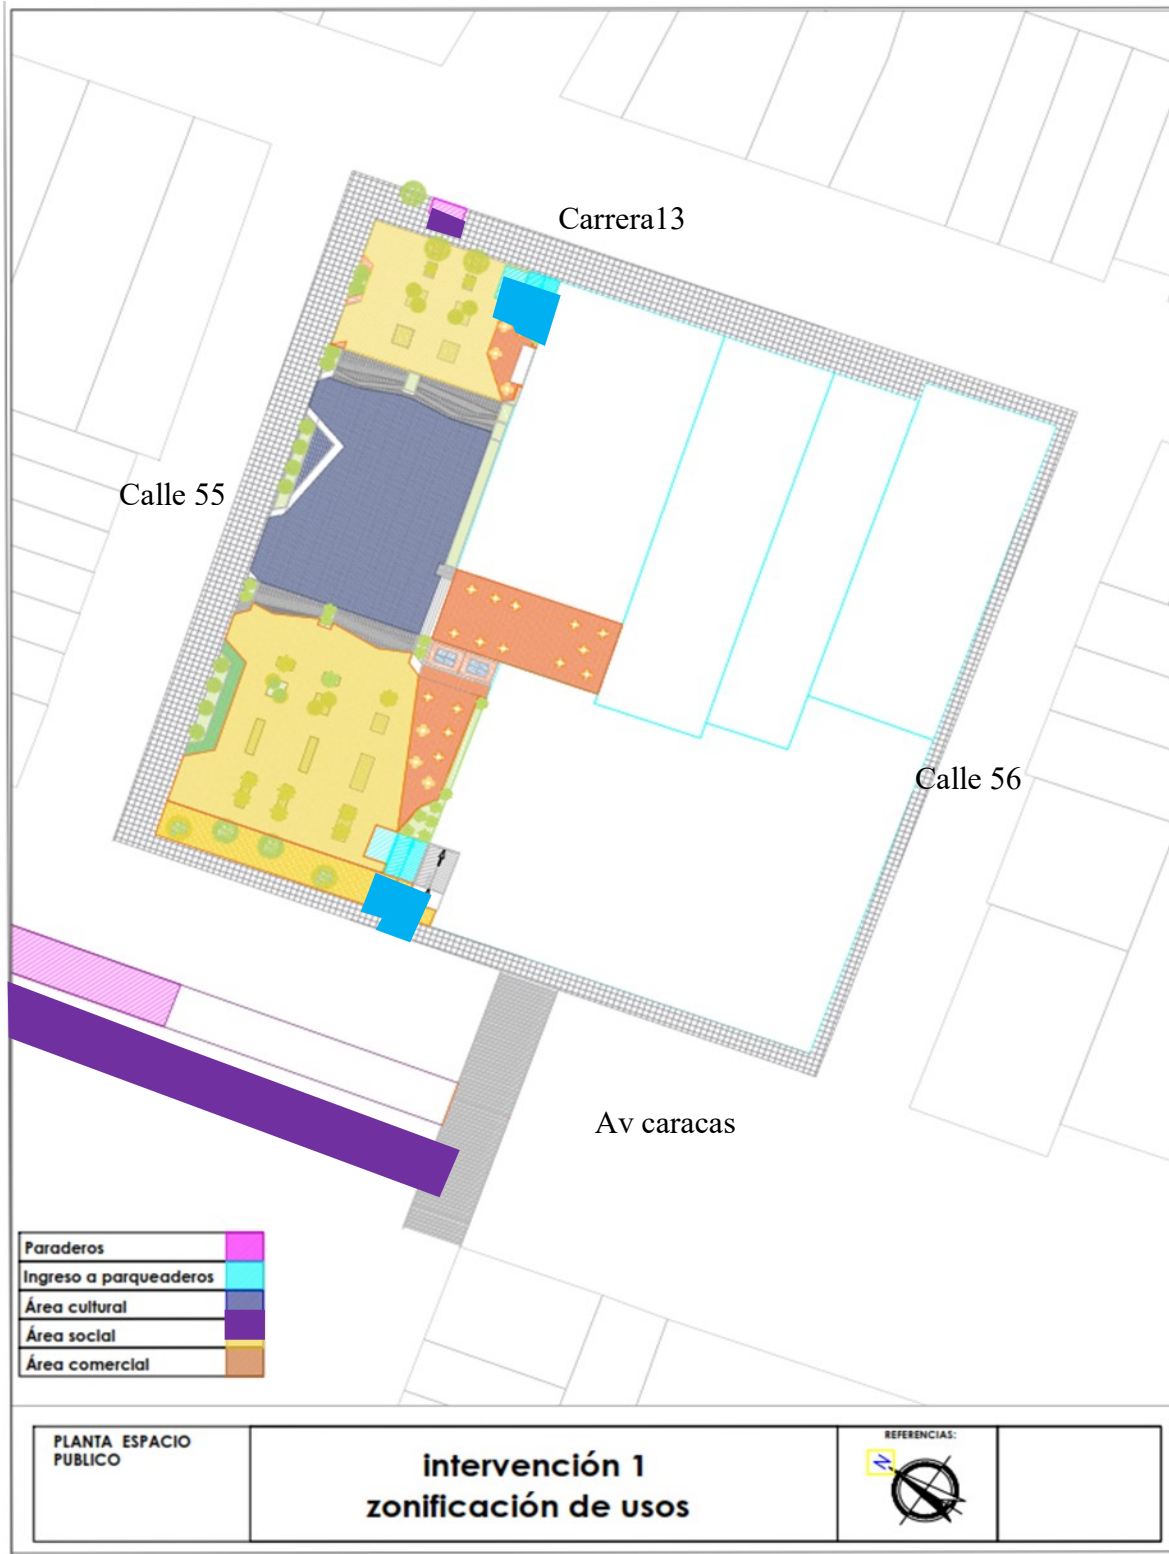 Carrera13
Calle 55
Calle 56
Av caracas
Paraderos
Ingreso a parqueaderos
Área cultural
Área social
Área comercial
PLANTA ESPACIO
PUBLICO
intervención 1
zonificación de usos
REFERENCIAS:
N